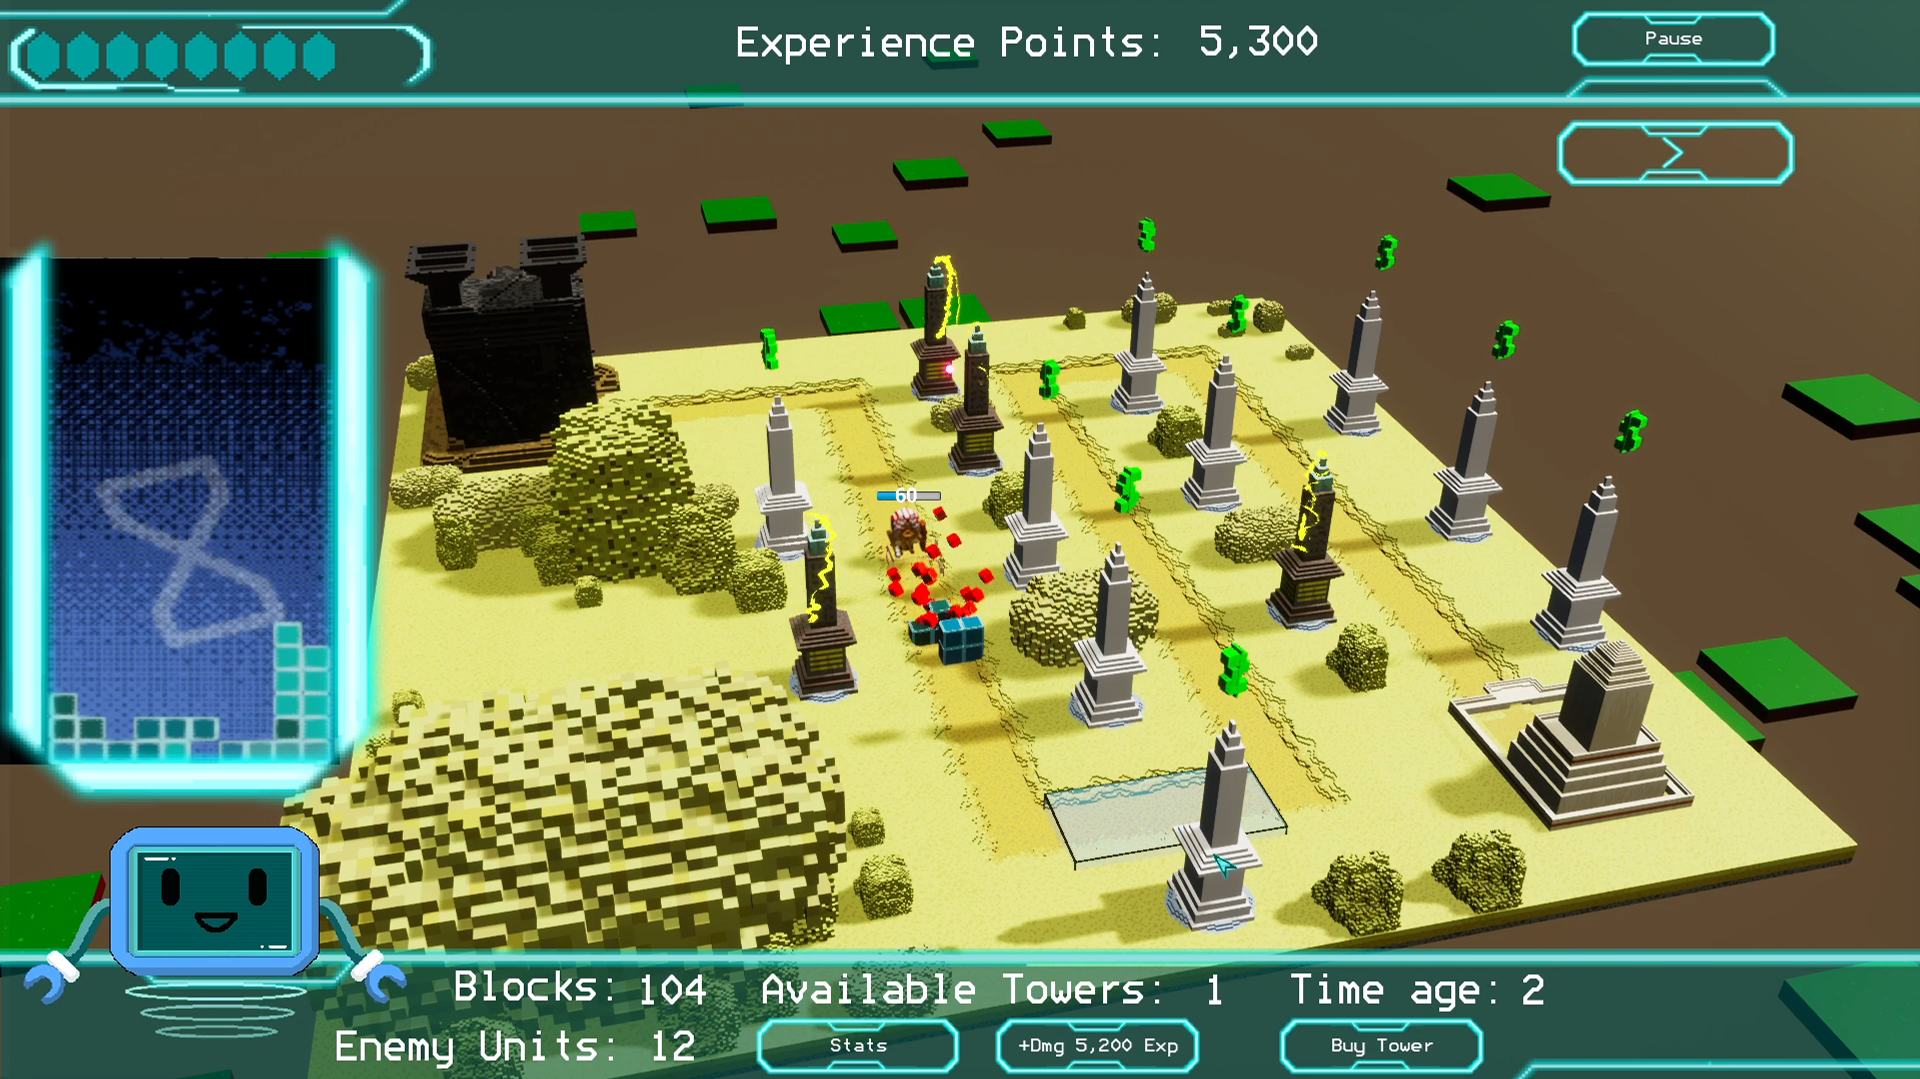 Experience Points: 5,300
Pause
60
Blocks: 104
Available Towers: 1
Time age: 2
Enemy Units: 12
Stats
+Dmg 5,200 Exp
Buy Tower